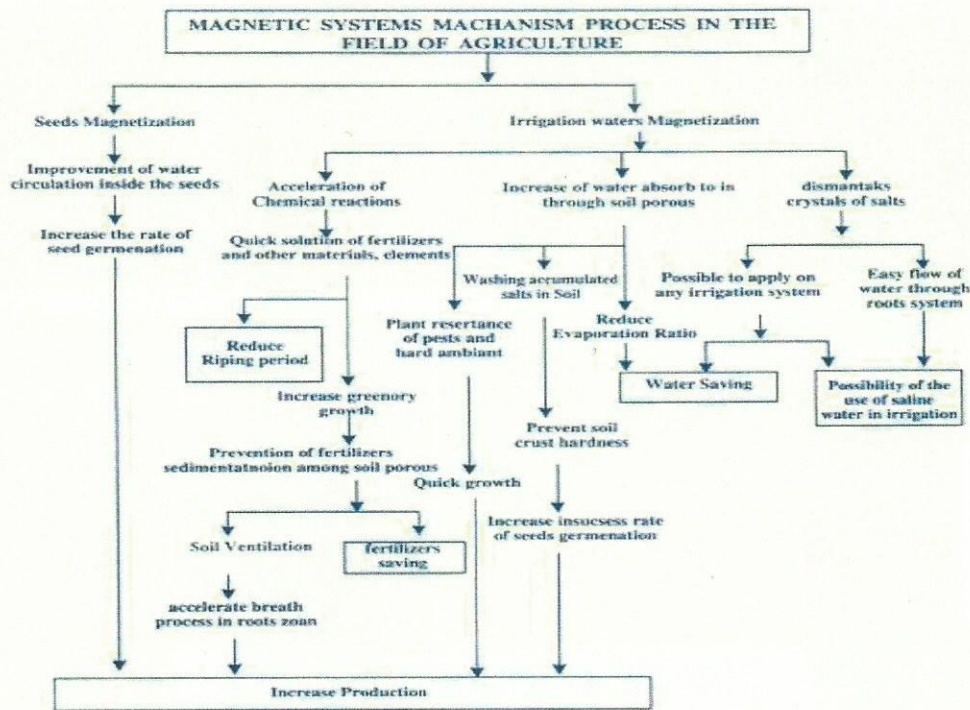 MAGNETIC SYSTEMS MACHANISM PROCESS IN THE
FIELD OF AGRICULTURE
Seeds Magnetization
Irrigation waters Magnetization
Improvement of water
circulation inside the seeds
Acceleration of
Chemical reactions
Increase of water absorb to in
through soil porous
dismantaks
crystals of salts
Increase the rate of
seed germenation
Quick solution of fertilizers
and other materials, elements
Washing accumulated
salts in Soil
Possible to apply on
any irrigation system
Easy flow of
water through
roots system
Reduce
Riping period
Plant resertance
of pests and
hard ambiant
Reduce
Evaporation Ratio
Water Saving
Possibility of the
use of saline
water in irrigation
Increase greenory
growth
Prevent soil
crust hardness
Prevention of fertilizers
sedimentatnoion among soil porous
Quick growth
Increase insucsess rate
of seeds germenation
Soil Ventilation
fertilizers
saving
accelerate breath
process in roots zoan
Increase Production